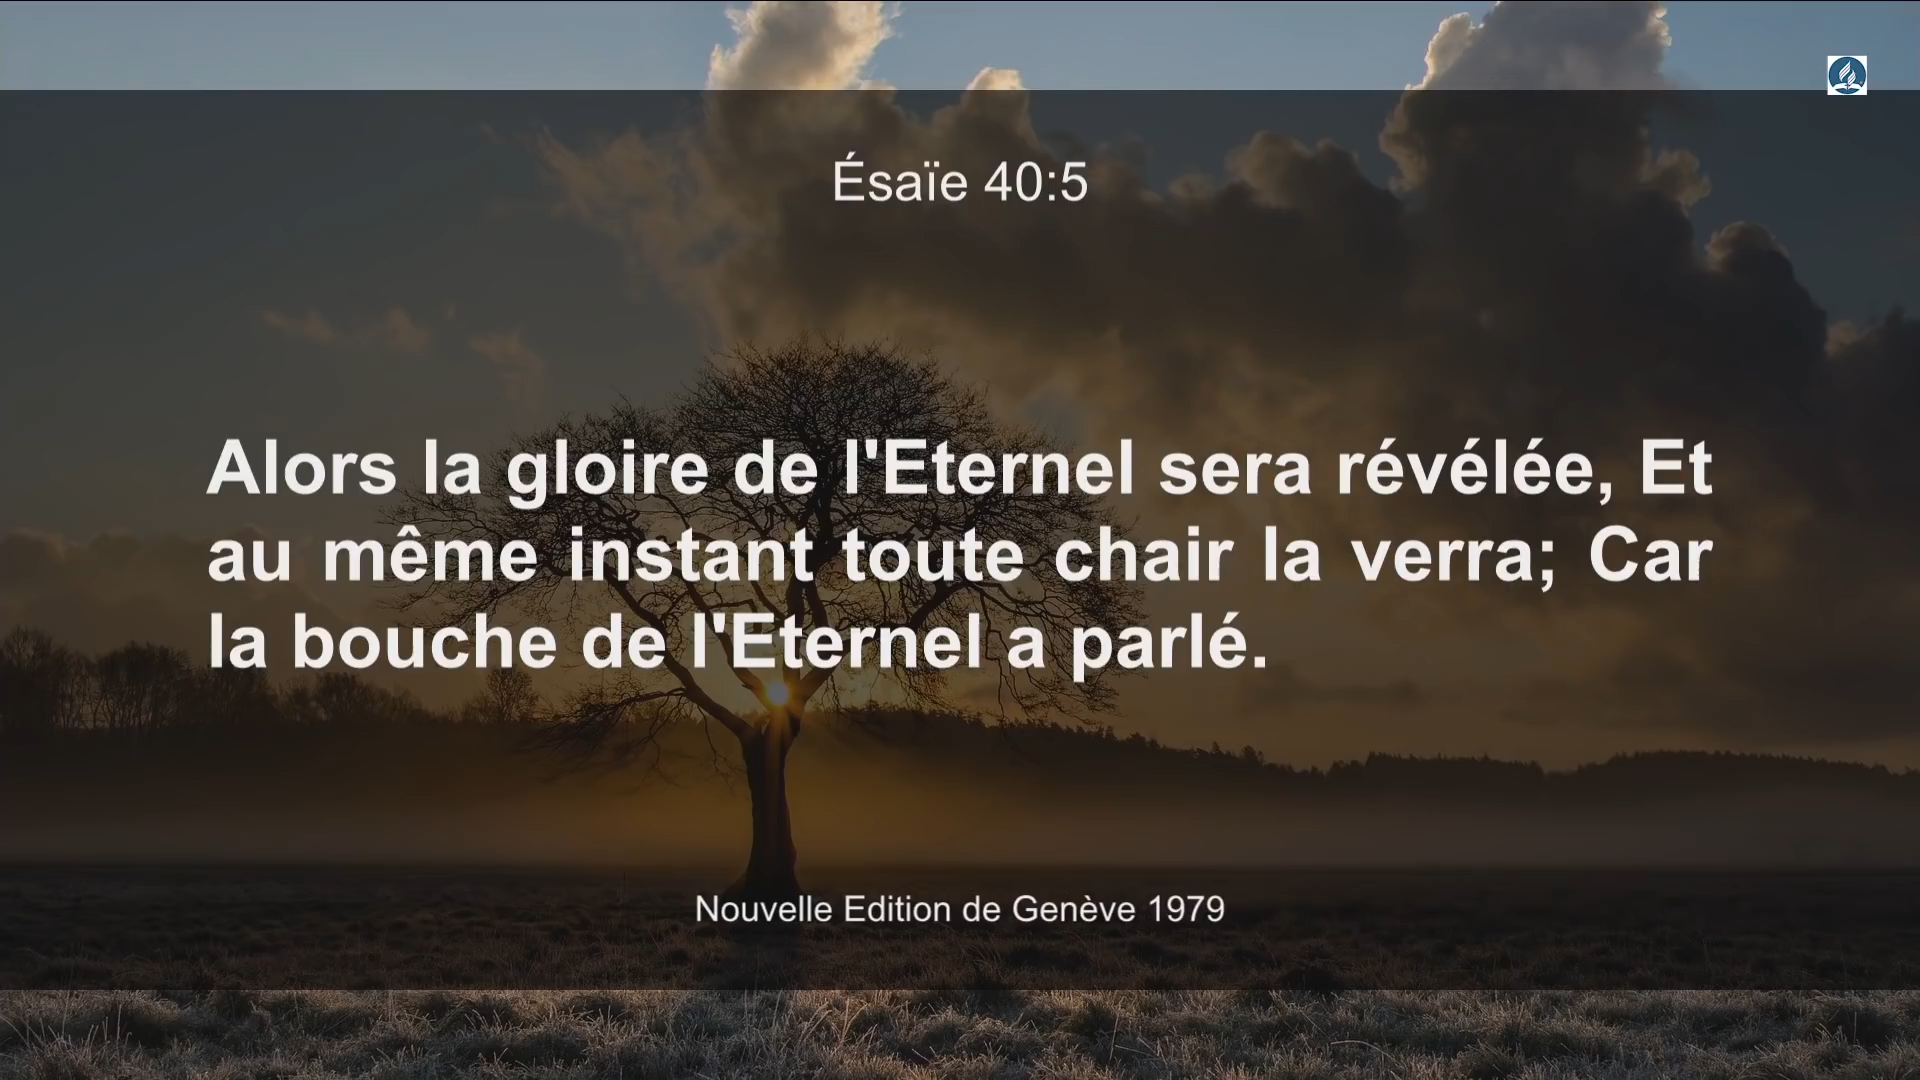 Ésaïe 40:5
Alors la gloire de l'Eternel sera révélée, Et
au même instant toute chair la verra; Car
la bouche de l'Eternel a parlé.
Nouvelle Edition de Genève 1979